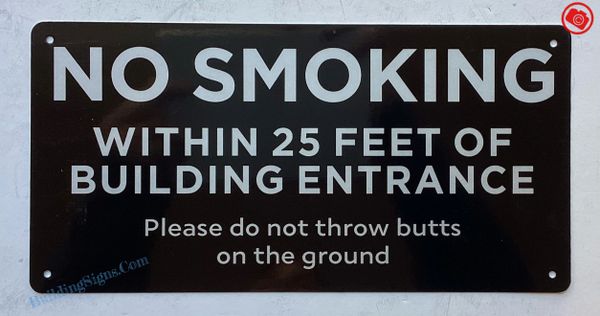 NO SMOKING
WITHIN 25 FEET OF
BUILDING ENTRANCE
Please do not throw butts
on the ground
BuildingSigns.Com